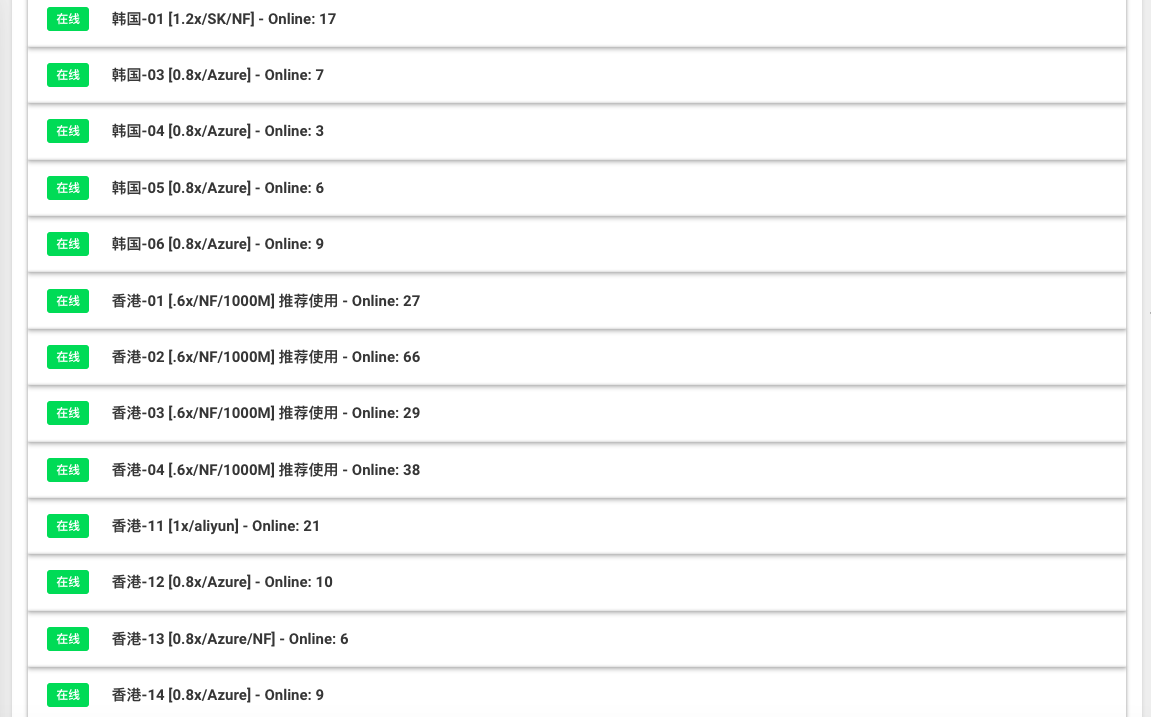 在线 韩国-01 [1.2x/SK/NF] - Online: 17
在线 韩国-03 [0.8x/Azure] - Online: 7
在线 韩国-04 [0.8x/Azure] - Online: 3
在线 韩国-05 [0.8x/Azure] - Online: 6
在线 韩国-06 [0.8x/Azure] - Online: 9
在线 香港-01 [.6x/NF/1000M] 推荐使用 - Online: 27
在线 香港-02 [.6x/NF/1000M] 推荐使用 - Online: 66
在线 香港-03 [.6x/NF/1000M] 推荐使用 - Online: 29
在线 香港-04 [.6x/NF/1000M] 推荐使用 - Online: 38
在线 香港-11 [1x/aliyun] - Online: 21
在线 香港-12 [0.8x/Azure] - Online: 10
在线 香港-13 [0.8x/Azure/NF] - Online: 6
在线 香港-14 [0.8x/Azure] - Online: 9